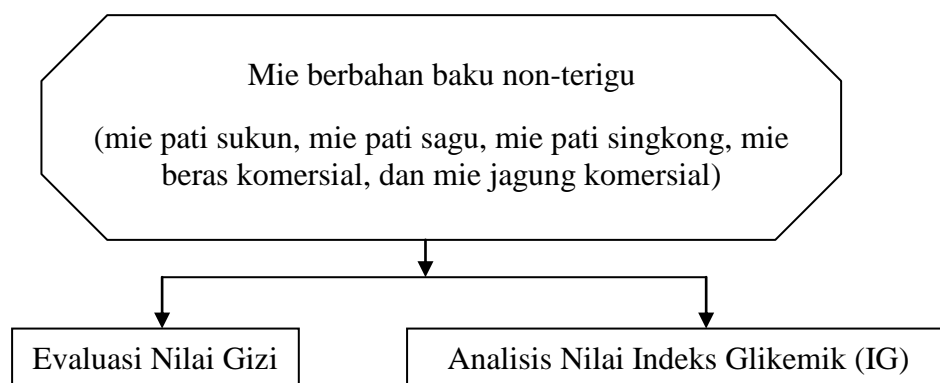 Mie berbahan baku non-terigu
(mie pati sukun, mie pati sagu, mie pati singkong, mie
beras komersial, dan mie jagung komersial)
Evaluasi Nilai Gizi
Analisis Nilai Indeks Glikemik (IG)